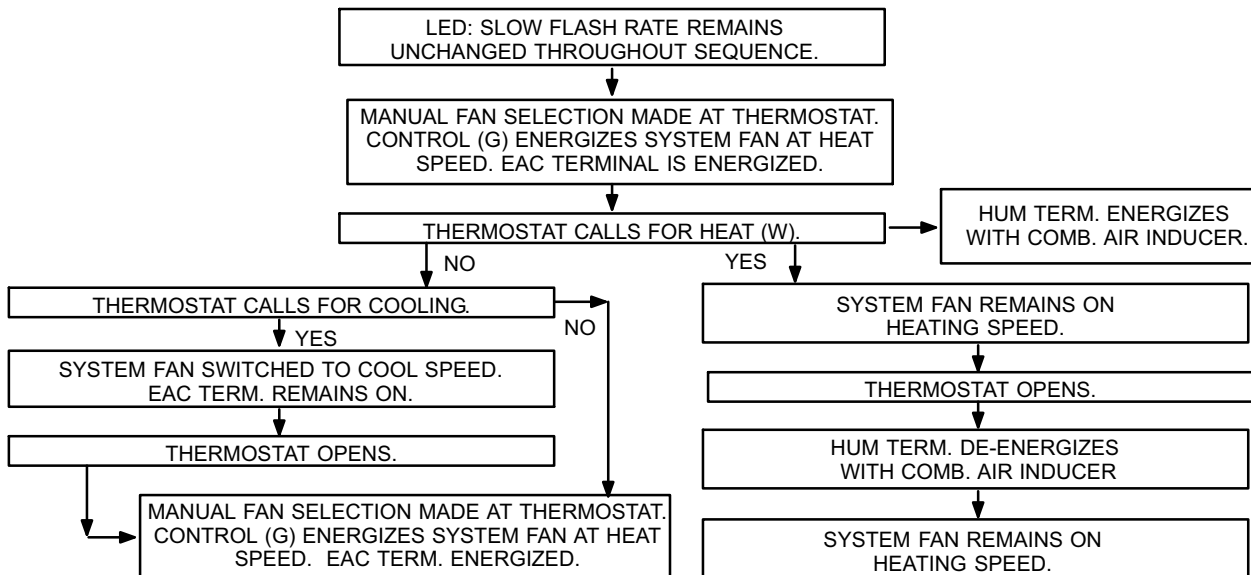 LED: SLOW FLASH RATE REMAINS
UNCHANGED THROUGHOUT SEQUENCE.
MANUAL FAN SELECTION MADE AT THERMOSTAT.
CONTROL (G) ENERGIZES SYSTEM FAN AT HEAT
SPEED. EAC TERMINAL IS ENERGIZED.
THERMOSTAT CALLS FOR HEAT (W).
HUM TERM. ENERGIZES
WITH COMB. AIR INDUCER.
NO
YES
THERMOSTAT CALLS FOR COOLING.
NO
YES
SYSTEM FAN SWITCHED TO COOL SPEED.
EAC TERM. REMAINS ON.
THERMOSTAT OPENS.
MANUAL FAN SELECTION MADE AT THERMOSTAT.
CONTROL (G) ENERGIZES SYSTEM FAN AT HEAT
SPEED. EAC TERM. ENERGIZED.
SYSTEM FAN REMAINS ON
HEATING SPEED.
THERMOSTAT OPENS.
HUM TERM. DE-ENERGIZES
WITH COMB. AIR INDUCER
SYSTEM FAN REMAINS ON
HEATING SPEED.